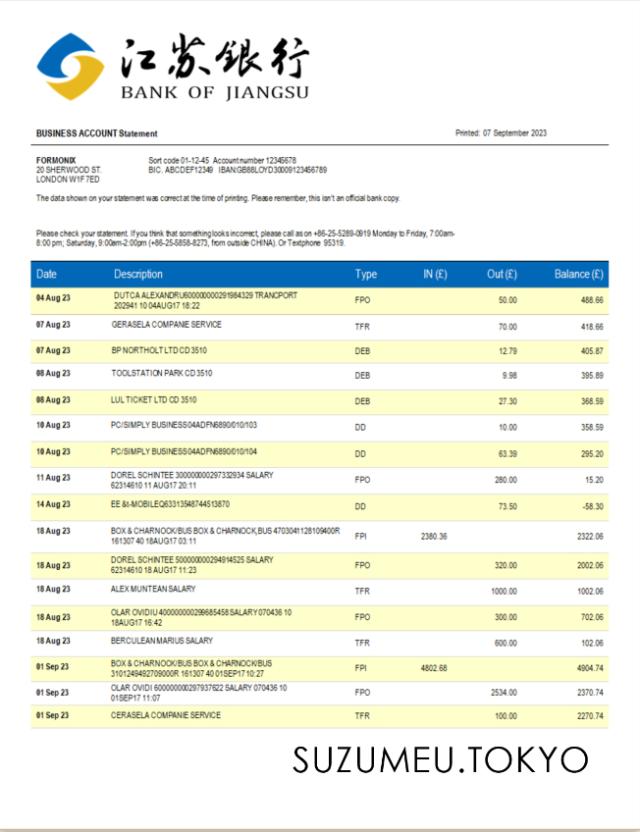 江苏银行
BANK OF JIANGSU
BUSINESS ACCOUNT Statement Printed: 07 September 2023
FORMONIX Sort code 01-12-45 Account number 12345678
20 SHERWOOD ST. BIC. ABCDEF12349 IBAN:GB88LOYD30009123456789
LONDON W1F7ED
The data shown on your statement was correct at the time of printing. Please remember, this isn't an official bank copy.
Please check your statement. If you think that something looks incorrect, please call as on +86-25-5289-0919 Monday to Friday, 7:00am-
8:00 pm; Saturday, 9:00am-2:00pm (+86-25-5858-8273, from outside CHINA). Or Textphone 95319.
Date Description Type IN (£) Out (£) Balance (£)
04 Aug 23 DUTCA ALEXANDRU600000000291984329 TRANCPORT FPO 50.00 488.66
202941 10 04AUG17 18:22
07 Aug 23 GERASELA COMPANIE SERVICE TFR 70.00 418.66
07 Aug 23 BP NORTHOLT LTD CD 3510 DEB 12.79 405.87
08 Aug 23 TOOLSTATION PARK CD 3510 DEB 9.98 395.89
08 Aug 23 LUL TICKET LTD CD 3510 DEB 27.30 368.59
10 Aug 23 PC/SIMPLY BUSINESS04ADFN6890/010/103 DD 10.00 358.59
10 Aug 23 PC/SIMPLY BUSINESS04ADFN6890/010/104 DD 63.39 295.20
11 Aug 23 DOREL SCHINTEE 300000000297332934 SALARY FPO 280.00 15.20
62314610 11 AUG17 20:11
14 Aug 23 EE &t-MOBILEQ63313548744513870 DD 73.50 -58.30
18 Aug 23 BOX & CHARNOCK/BUS BOX & CHARNOCK,BUS 4703041128109400R FPI 2380.36 2322.06
161307 40 18AUG17 03:11
18 Aug 23 DOREL SCHINTEE 500000000294914525 SALARY FPO 320.00 2002.06
62314610 18 AUG17 11:23
18 Aug 23 ALEX MUNTEAN SALARY TFR 1000.00 1002.06
18 Aug 23 OLAR OVIDIU 400000000299685458 SALARY 070436 10 FPO 300.00 702.06
18AUG17 16:42
18 Aug 23 BERCULEAN MARIUS SALARY TFR 600.00 102.06
01 Sep 23 BOX & CHARNOCK/BUS BOX & CHARNOCK/BUS FPI 4802.68 4904.74
3101249492709000R 161307 40 01SEP17 10:27
01 Sep 23 OLAR OVIDI 600000000297937622 SALARY 070436 10 FPO 2534.00 2370.74
01SEP17 11:07
01 Sep 23 CERASELA COMPANIE SERVICE TFR 100.00 2270.74
SUZUMEU.TOKYO